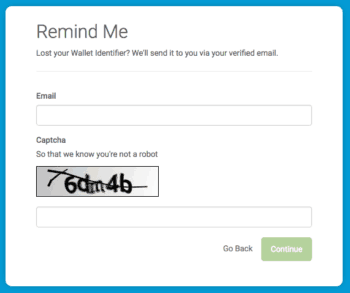 Remind Me
Lost your Wallet Identifier? We'll send it to you via your verified email.
Email
Captcha
So that we know you're not a robot
Go Back
Continue